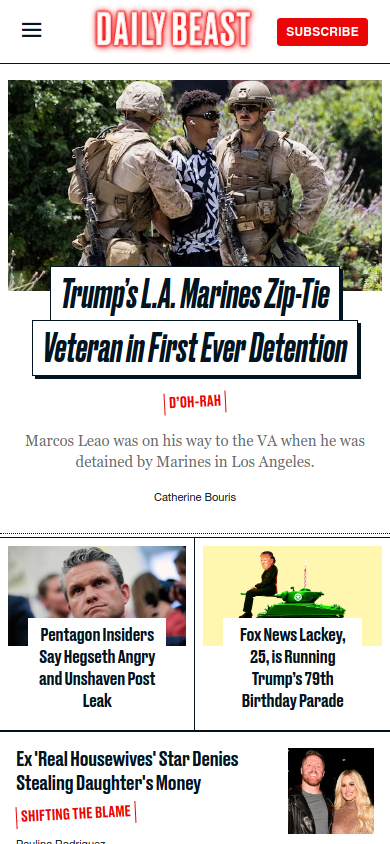 DAILY BEAST
SUBSCRIBE
Trump's L.A. Marines Zip-Tie
Veteran in First Ever Detention
D'OH-RAH
Marcos Leao was on his way to the VA when he was
detained by Marines in Los Angeles.
Catherine Bouris
Pentagon Insiders
Say Hegseth Angry
and Unshaven Post
Leak
Fox News Lackey,
25, is Running
Trump's 79th
Birthday Parade
Ex 'Real Housewives' Star Denies
Stealing Daughter's Money
SHIFTING THE BLAME
Paulina Rodriguez